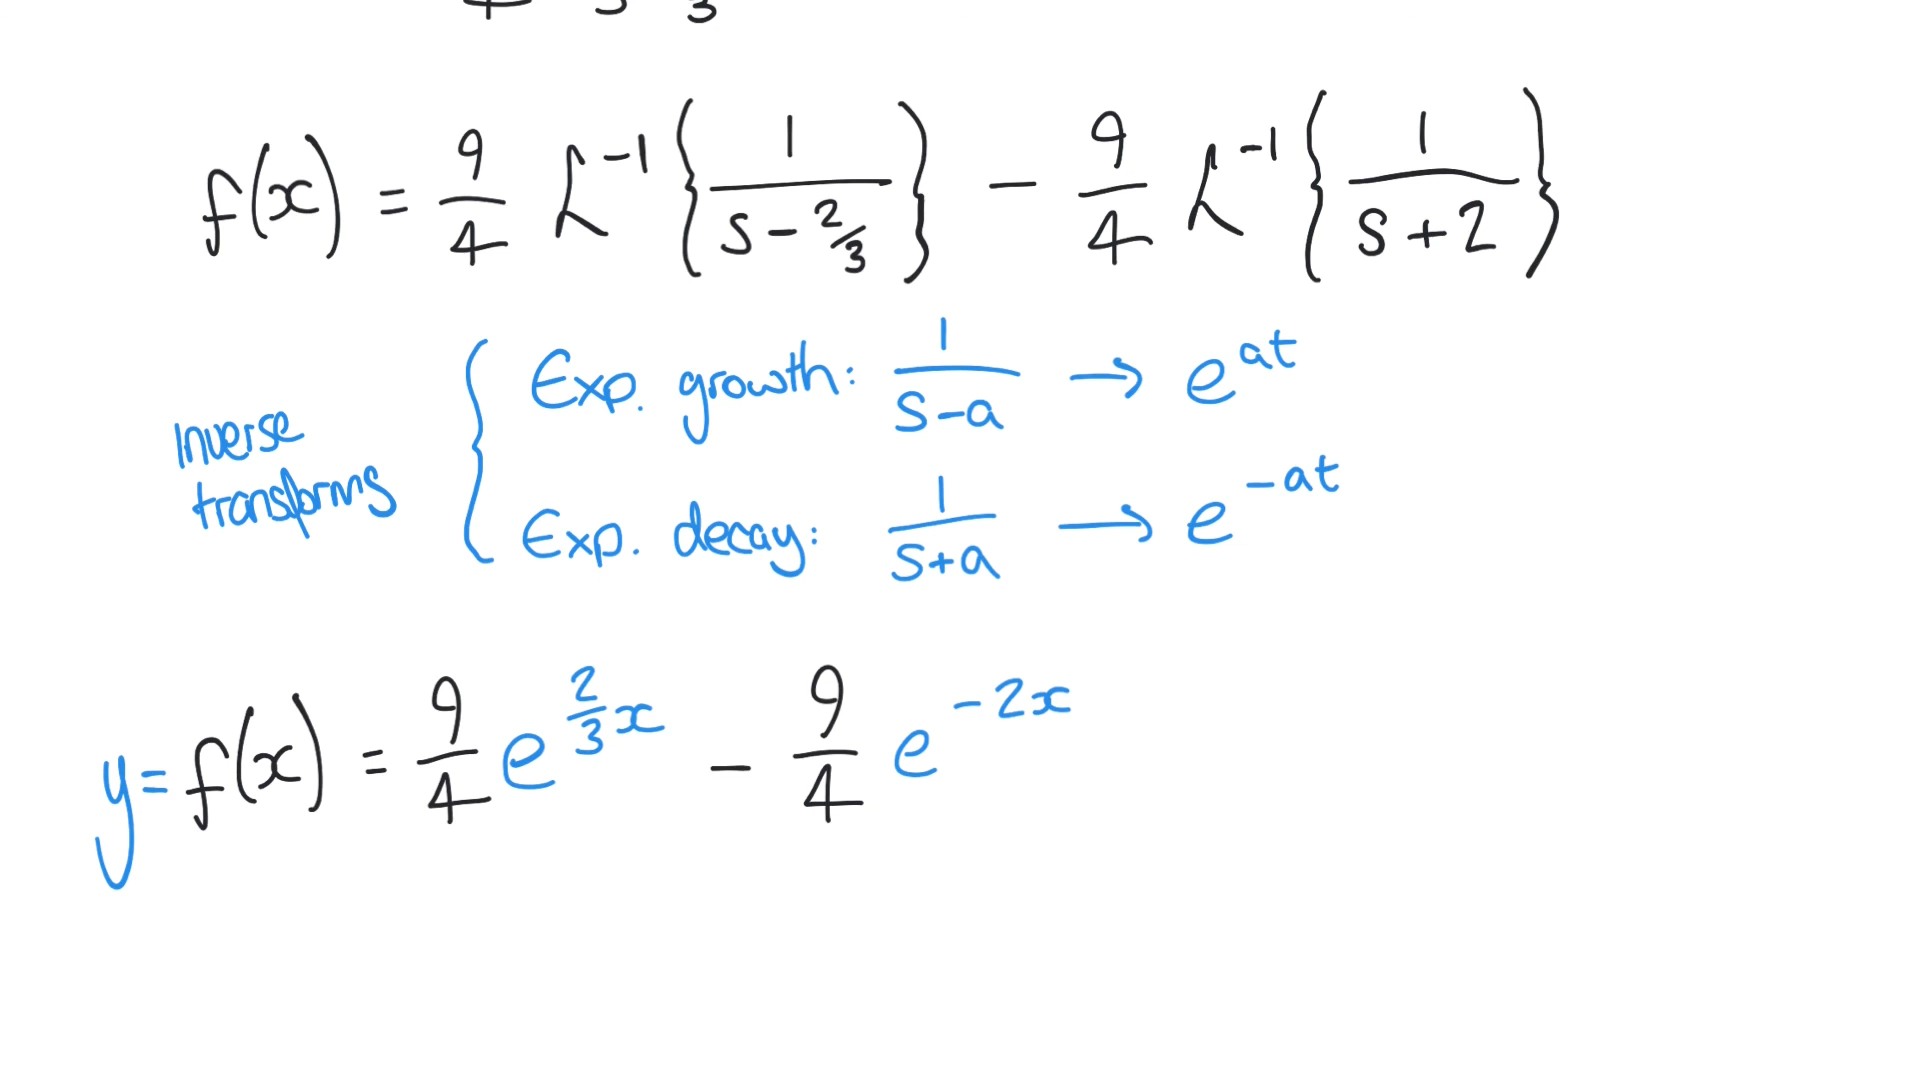 f(x) = 9/4 ℒ⁻¹{1/(s - 2/3)} - 9/4 ℒ⁻¹{1/(s + 2)}
Inverse transforms { Exp. growth: 1/(s-a) → e^(at)
Exp. decay: 1/(s+a) → e^(-at)
y = f(x) = 9/4 e^(2/3 x) - 9/4 e^(-2x)